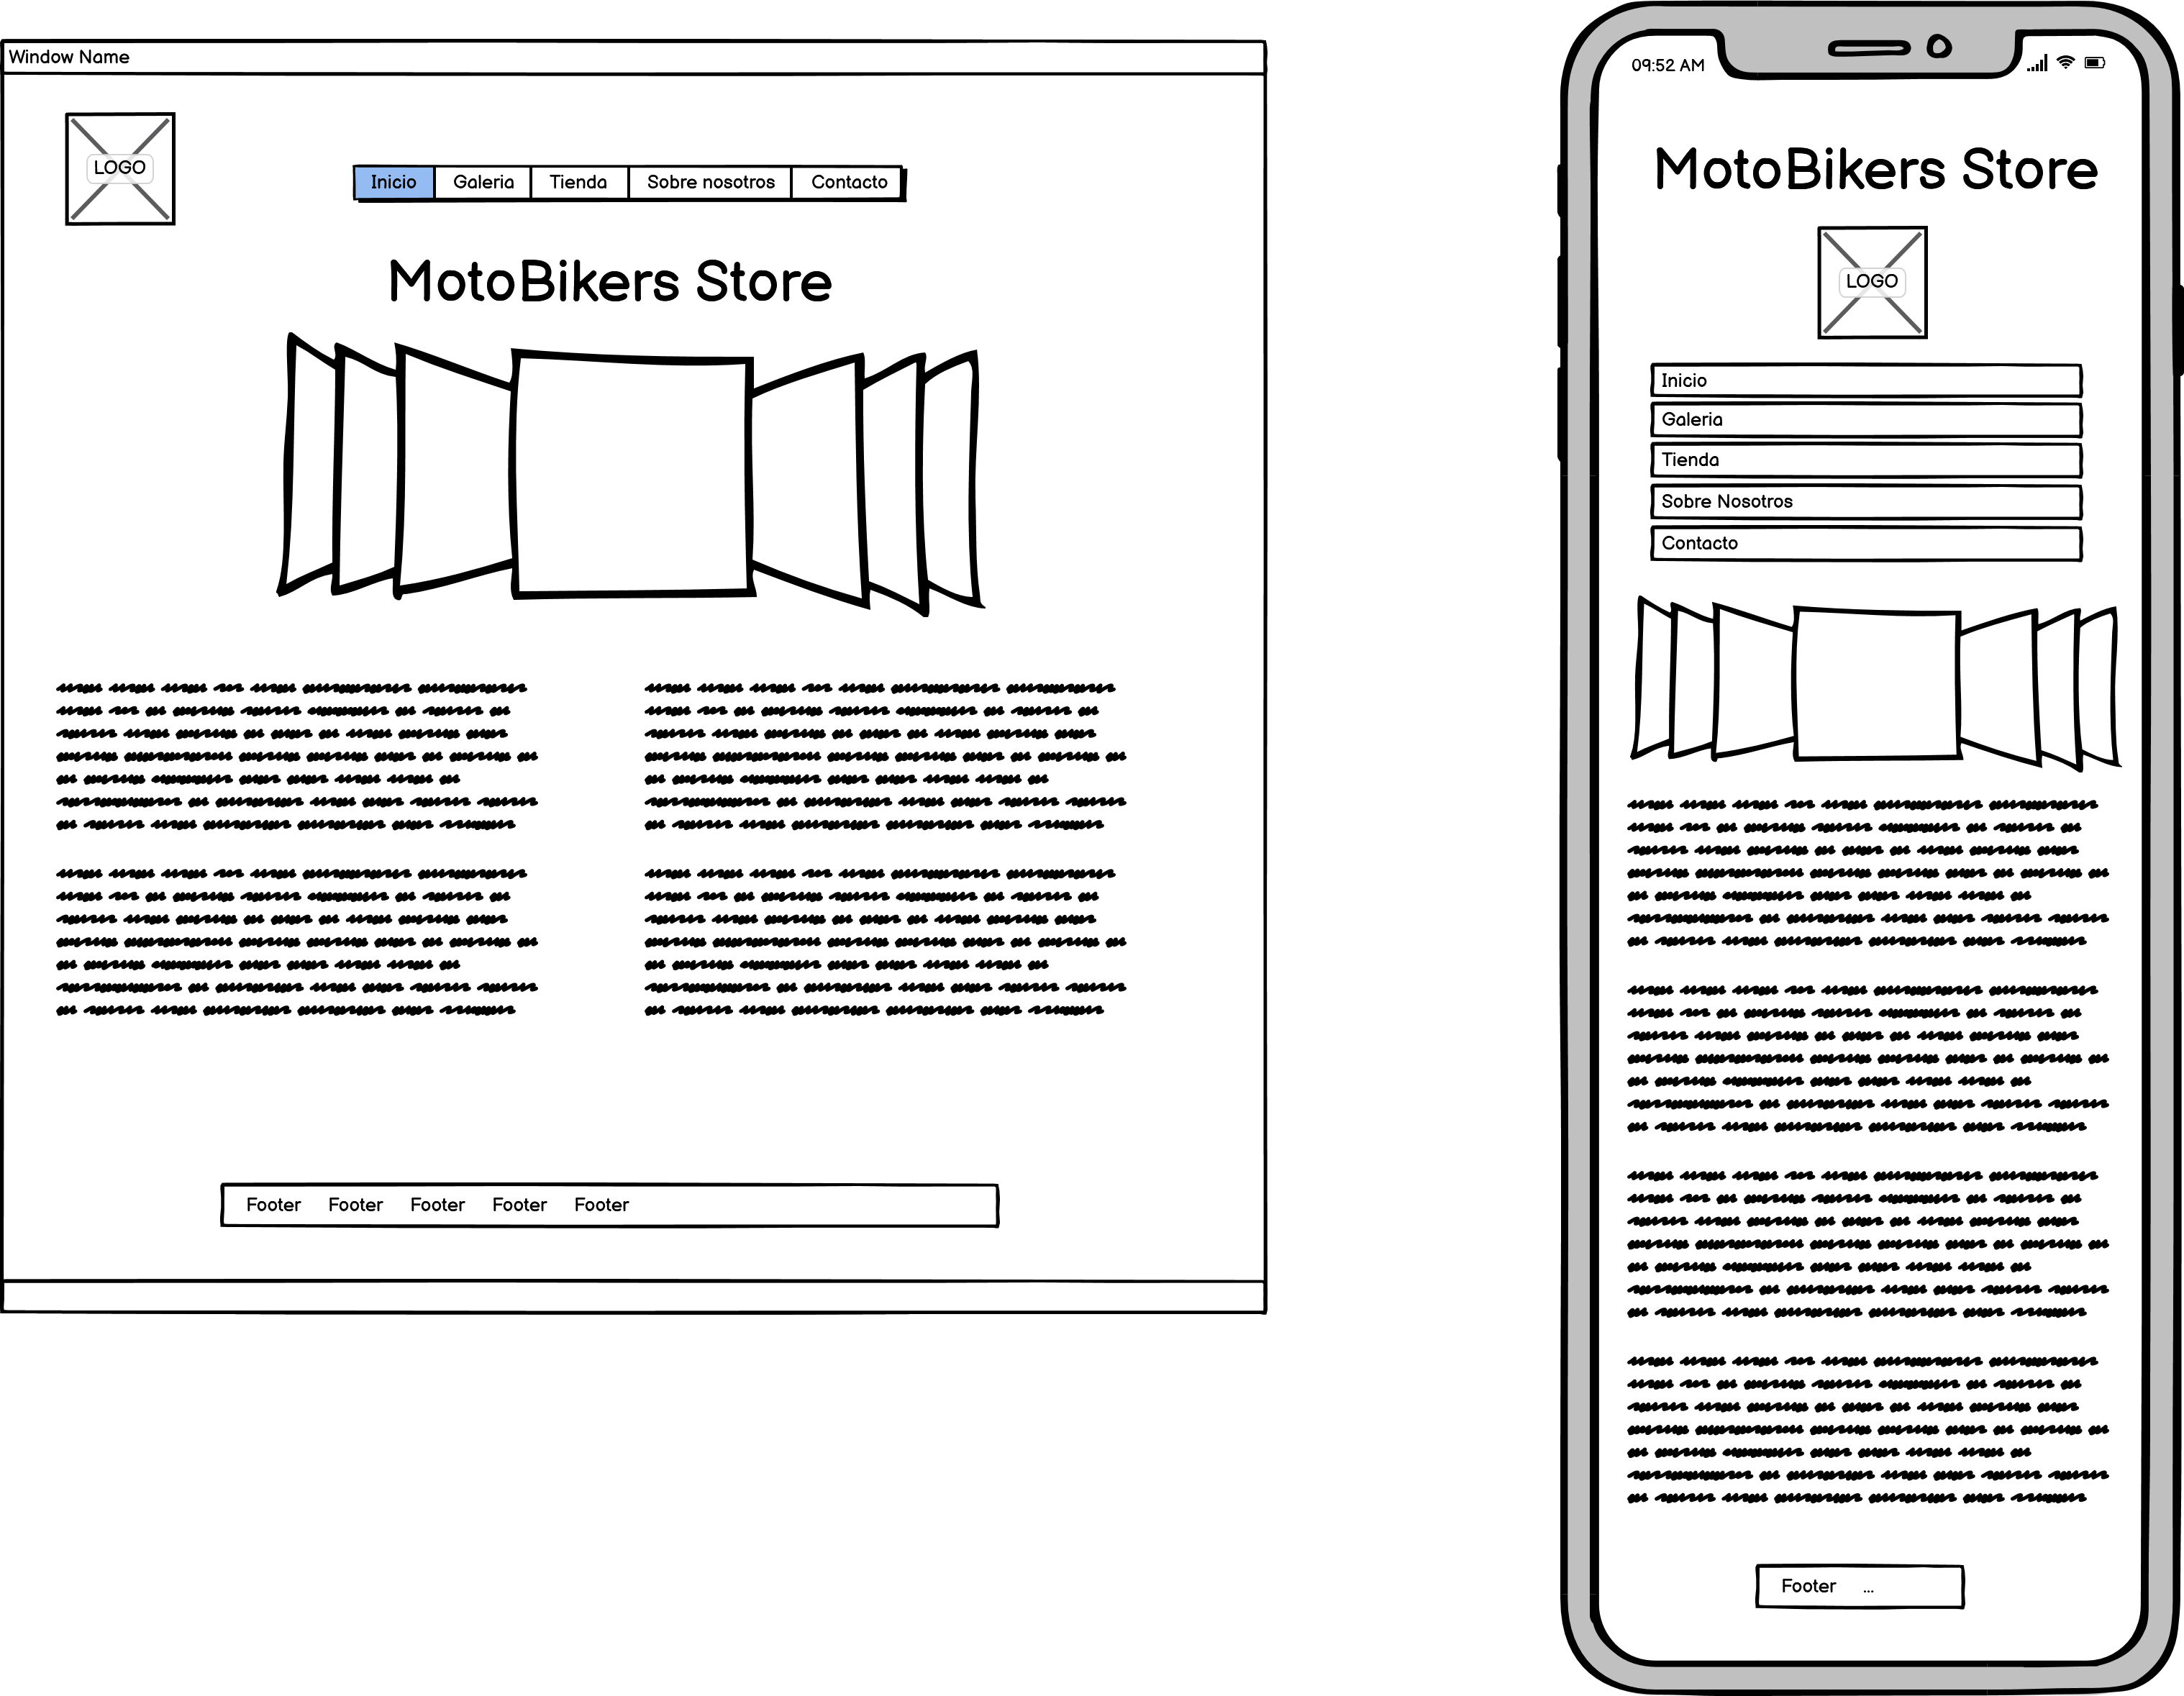 Window Name
LOGO
Inicio Galeria Tienda Sobre nosotros Contacto
MotoBikers Store
Footer Footer Footer Footer Footer
09:52 AM
MotoBikers Store
LOGO
Inicio
Galeria
Tienda
Sobre Nosotros
Contacto
Footer ...